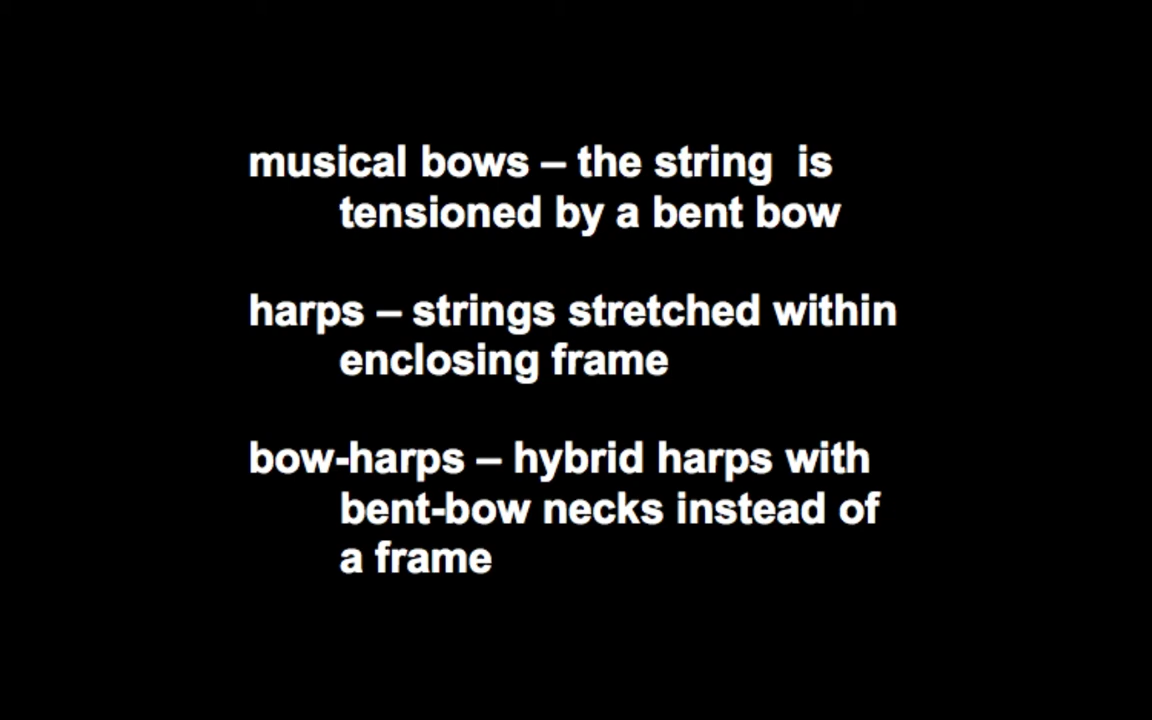 musical bows – the string  is
tensioned by a bent bow
harps – strings stretched within
enclosing frame
bow-harps – hybrid harps with
bent-bow necks instead of
a frame